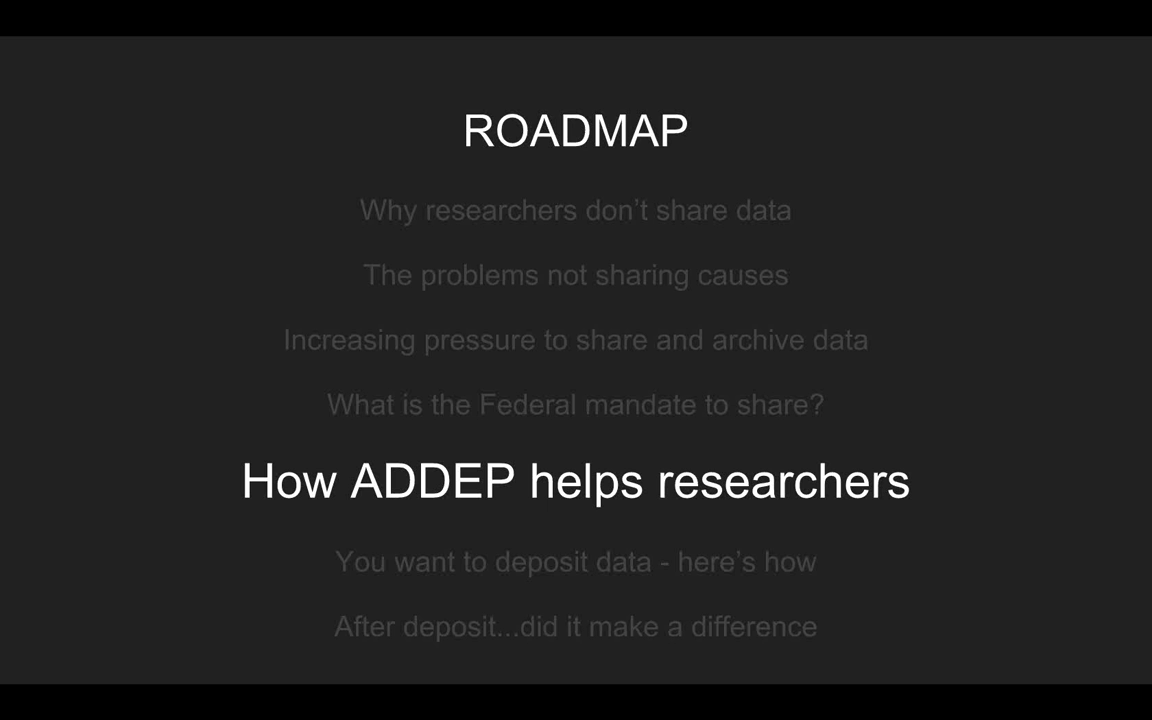 ROADMAP
Why researchers don’t share data
The problems not sharing causes
Increasing pressure to share and archive data
What is the Federal mandate to share?
How ADDEP helps researchers
You want to deposit data - here’s how
After deposit...did it make a difference